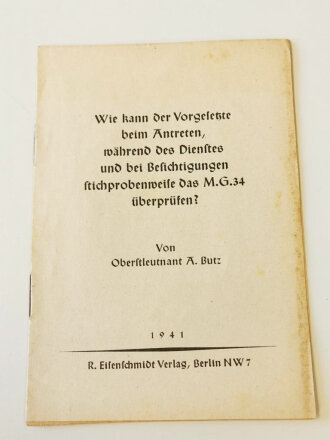 Wie kann der Vorgesetzte
beim Antreten,
während des Dienstes
und bei Besichtigungen
stichprobenweise das M.G.34
überprüfen?
Von
Oberstleutnant A. Butz
1941
R. Eisenschmidt Verlag, Berlin NW 7